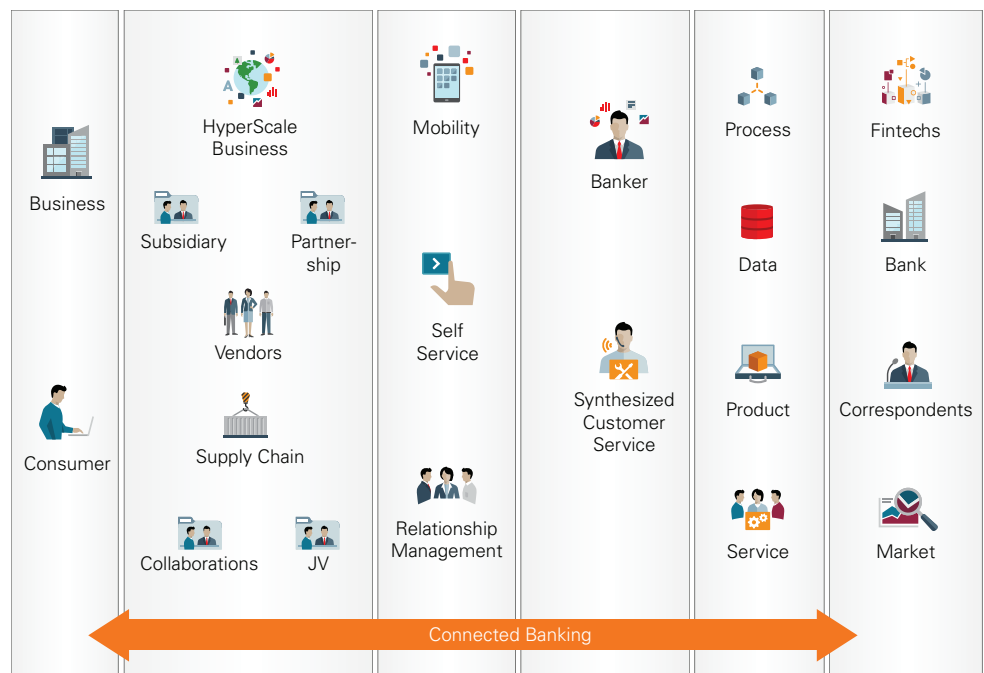 Business
Consumer
HyperScale
Business
Subsidiary
Partner-
ship
Vendors
Supply Chain
Collaborations
JV
Mobility
Self
Service
Relationship
Management
Banker
Synthesized
Customer
Service
Process
Data
Product
Service
Fintechs
Bank
Correspondents
Market
Connected Banking